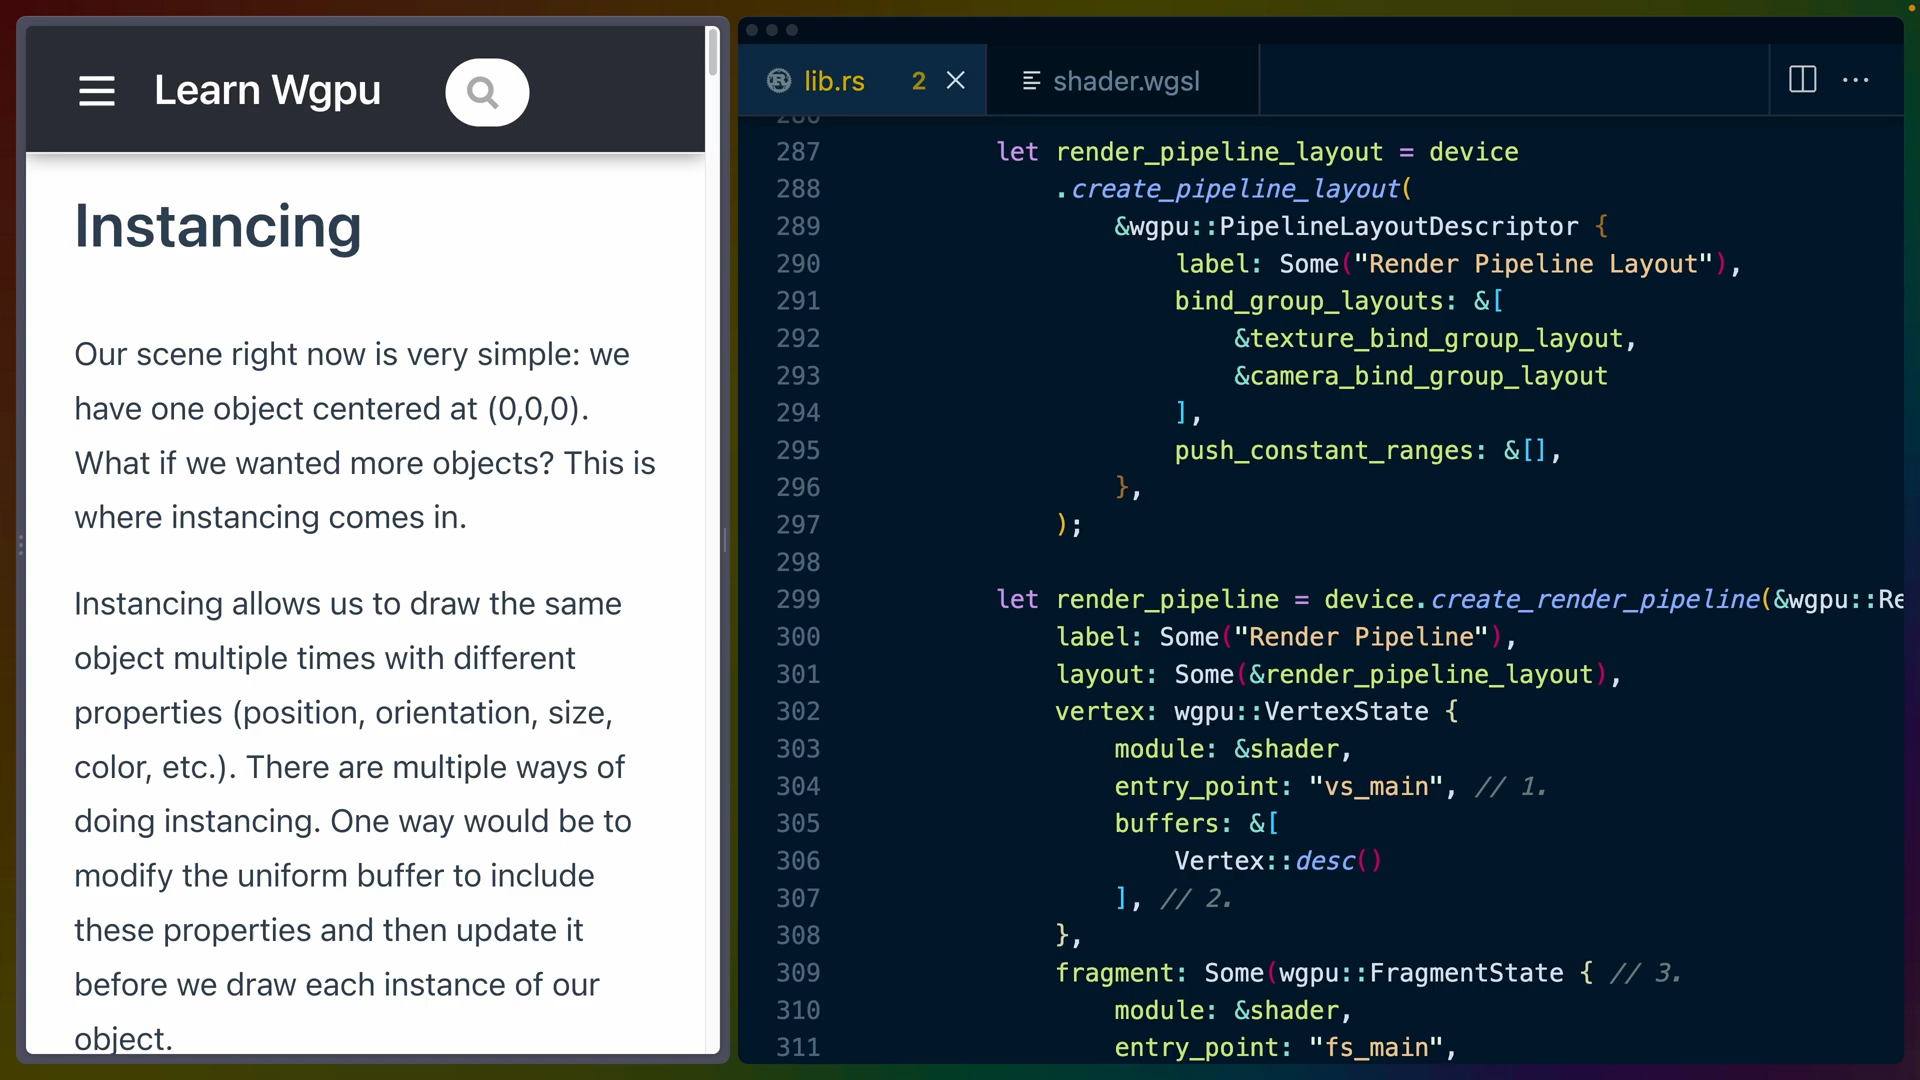 Learn Wgpu
Instancing
Our scene right now is very simple: we
have one object centered at (0,0,0).
What if we wanted more objects? This is
where instancing comes in.
Instancing allows us to draw the same
object multiple times with different
properties (position, orientation, size,
color, etc.). There are multiple ways of
doing instancing. One way would be to
modify the uniform buffer to include
these properties and then update it
before we draw each instance of our
object.
lib.rs 2
shader.wgsl
286
287 let render_pipeline_layout = device
288 .create_pipeline_layout(
289 &wgpu::PipelineLayoutDescriptor {
290 label: Some("Render Pipeline Layout"),
291 bind_group_layouts: &[
292 &texture_bind_group_layout,
293 &camera_bind_group_layout
294 ],
295 push_constant_ranges: &[],
296 },
297 );
298
299 let render_pipeline = device.create_render_pipeline(&wgpu::Re
300 label: Some("Render Pipeline"),
301 layout: Some(&render_pipeline_layout),
302 vertex: wgpu::VertexState {
303 module: &shader,
304 entry_point: "vs_main", // 1.
305 buffers: &[
306 Vertex::desc()
307 ], // 2.
308 },
309 fragment: Some(wgpu::FragmentState { // 3.
310 module: &shader,
311 entry_point: "fs_main",